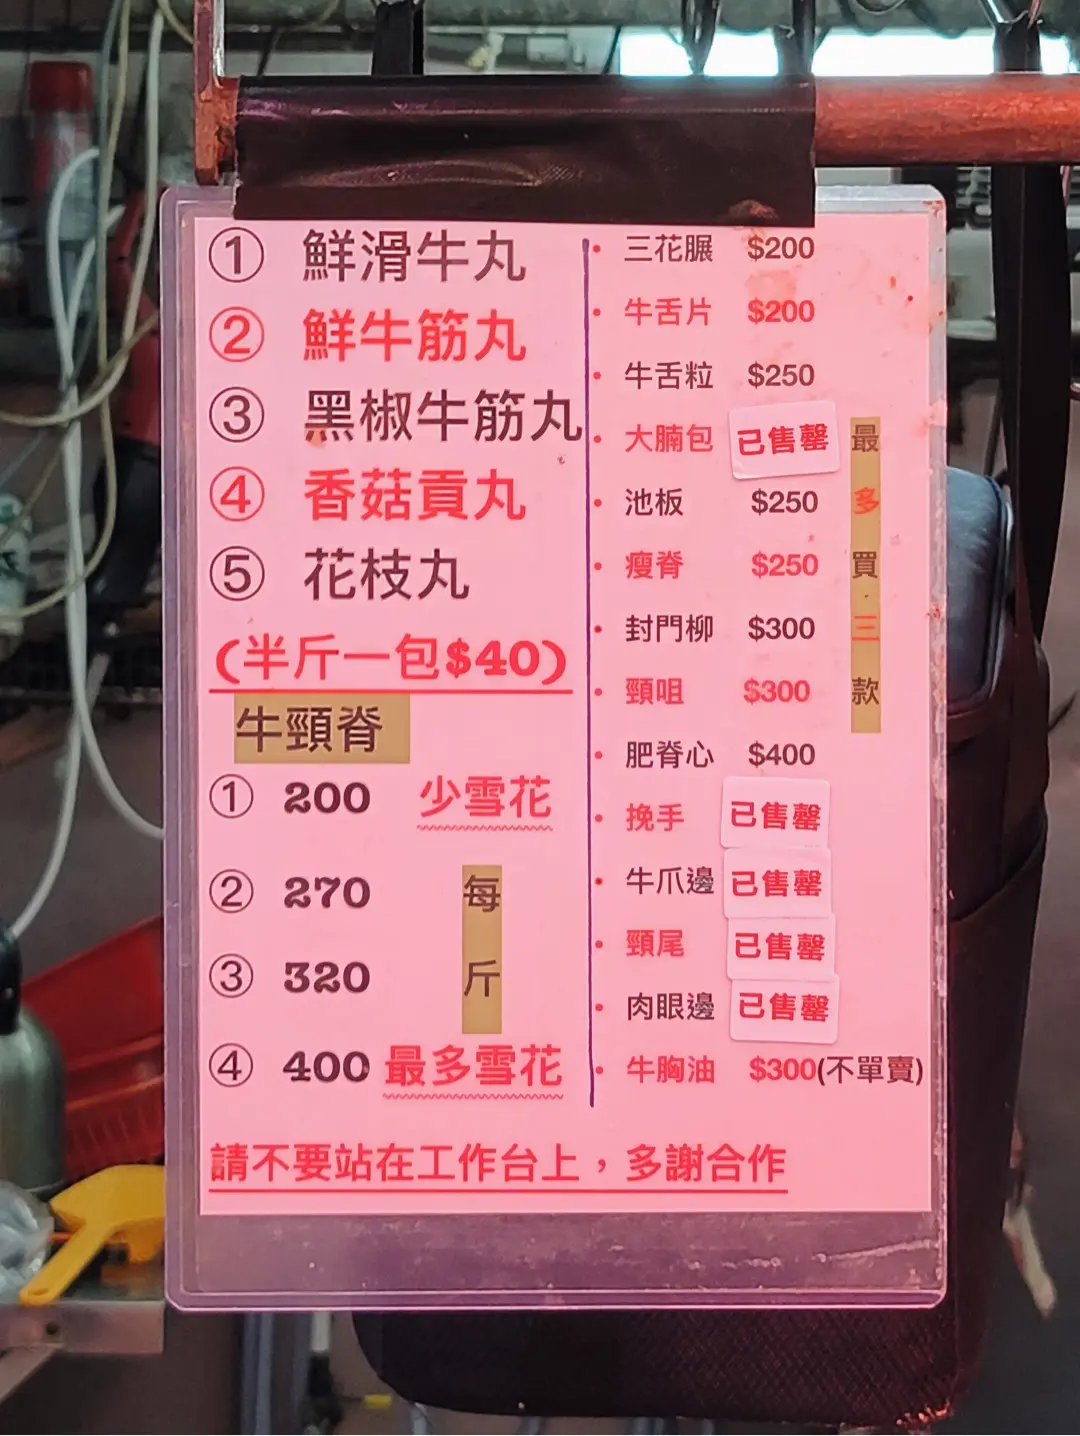 ① 鮮滑牛丸
② 鮮牛筋丸
③ 黑椒牛筋丸
④ 香菇貢丸
⑤ 花枝丸
(半斤一包$40)
牛頸脊
① 200 少雪花
② 270
③ 320
每斤
④ 400 最多雪花
• 三花腱 $200
• 牛舌片 $200
• 牛舌粒 $250
• 大腩包 已售罄
• 池板 $250
• 瘦脊 $250
• 封門柳 $300
• 頸咀 $300
• 肥脊心 $400
• 挽手 已售罄
• 牛爪邊 已售罄
• 頸尾 已售罄
• 肉眼邊 已售罄
• 牛胸油 $300(不單賣)
最多買三款
請不要站在工作台上，多謝合作